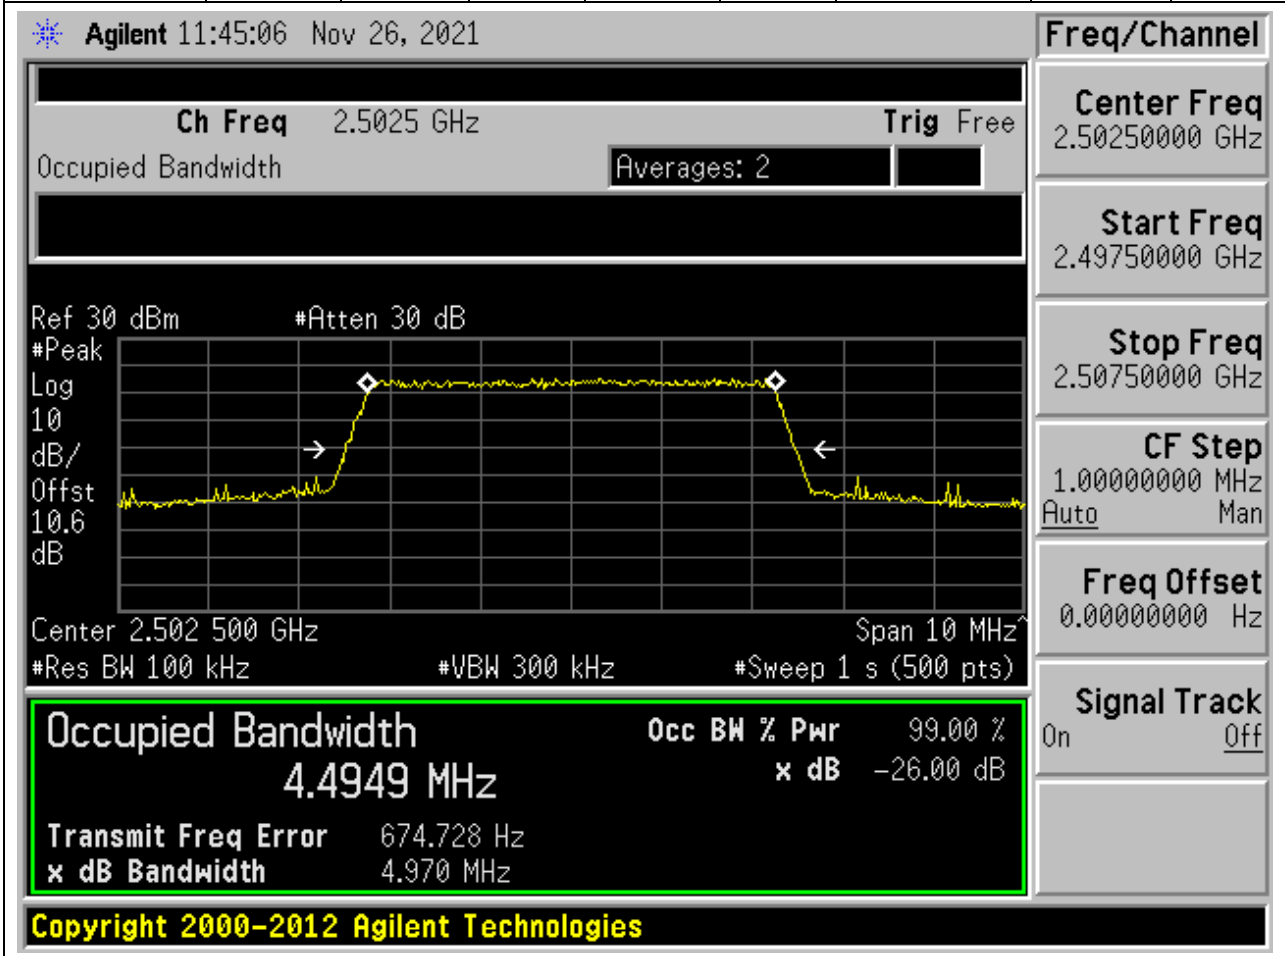 Agilent 11:45:06 Nov 26, 2021
Freq/Channel
Ch Freq 2.5025 GHz Trig Free
Occupied Bandwidth Averages: 2
Ref 30 dBm #Atten 30 dB
#Peak
Log
10
dB/
Offst
10.6
dB
Center 2.502 500 GHz Span 10 MHz^
#Res BW 100 kHz #VBW 300 kHz #Sweep 1 s (500 pts)
Occupied Bandwidth Occ BW % Pwr 99.00 %
4.4949 MHz x dB -26.00 dB
Transmit Freq Error 674.728 Hz
x dB Bandwidth 4.970 MHz
Copyright 2000-2012 Agilent Technologies
Center Freq
2.50250000 GHz
Start Freq
2.49750000 GHz
Stop Freq
2.50750000 GHz
CF Step
1.00000000 MHz
Auto Man
Freq Offset
0.00000000 Hz
Signal Track
On Off